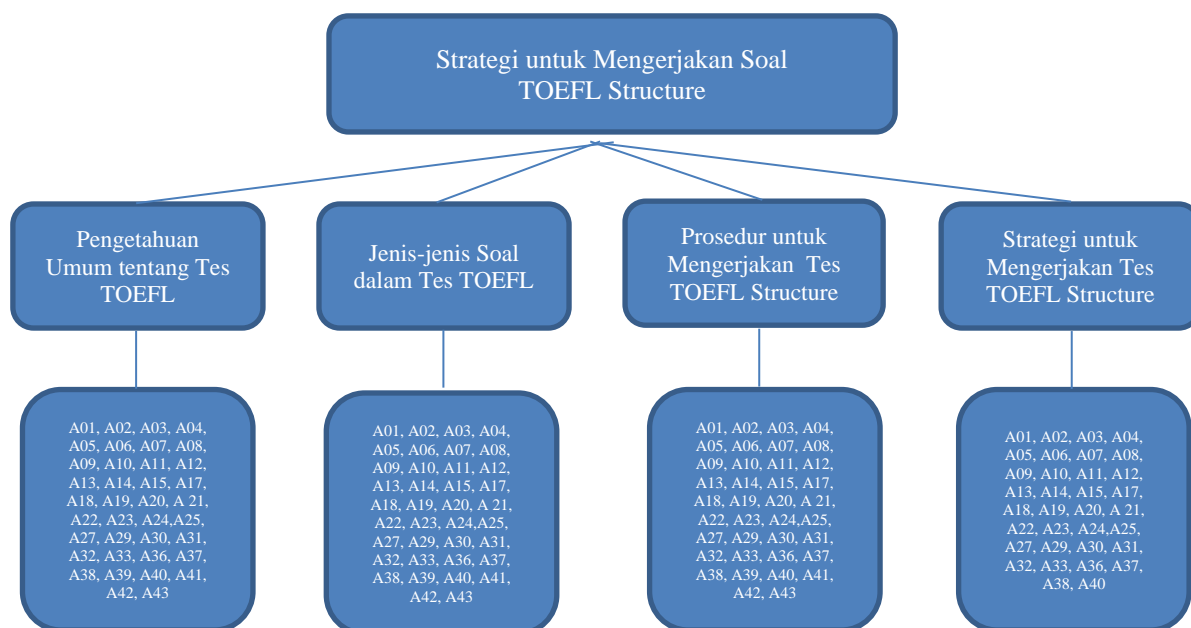 Strategi untuk Mengerjakan Soal
TOEFL Structure
Pengetahuan
Umum tentang Tes
TOEFL
Jenis-jenis Soal
dalam Tes TOEFL
Prosedur untuk
Mengerjakan Tes
TOEFL Structure
Strategi untuk
Mengerjakan Tes
TOEFL Structure
A01, A02, A03, A04,
A05, A06, A07, A08,
A09, A10, A11, A12,
A13, A14, A15, A17,
A18, A19, A20, A 21,
A22, A23, A24,A25,
A27, A29, A30, A31,
A32, A33, A36, A37,
A38, A39, A40, A41,
A42, A43
A01, A02, A03, A04,
A05, A06, A07, A08,
A09, A10, A11, A12,
A13, A14, A15, A17,
A18, A19, A20, A 21,
A22, A23, A24,A25,
A27, A29, A30, A31,
A32, A33, A36, A37,
A38, A39, A40, A41,
A42, A43
A01, A02, A03, A04,
A05, A06, A07, A08,
A09, A10, A11, A12,
A13, A14, A15, A17,
A18, A19, A20, A 21,
A22, A23, A24,A25,
A27, A29, A30, A31,
A32, A33, A36, A37,
A38, A39, A40, A41,
A42, A43
A01, A02, A03, A04,
A05, A06, A07, A08,
A09, A10, A11, A12,
A13, A14, A15, A17,
A18, A19, A20, A 21,
A22, A23, A24,A25,
A27, A29, A30, A31,
A32, A33, A36, A37,
A38, A40